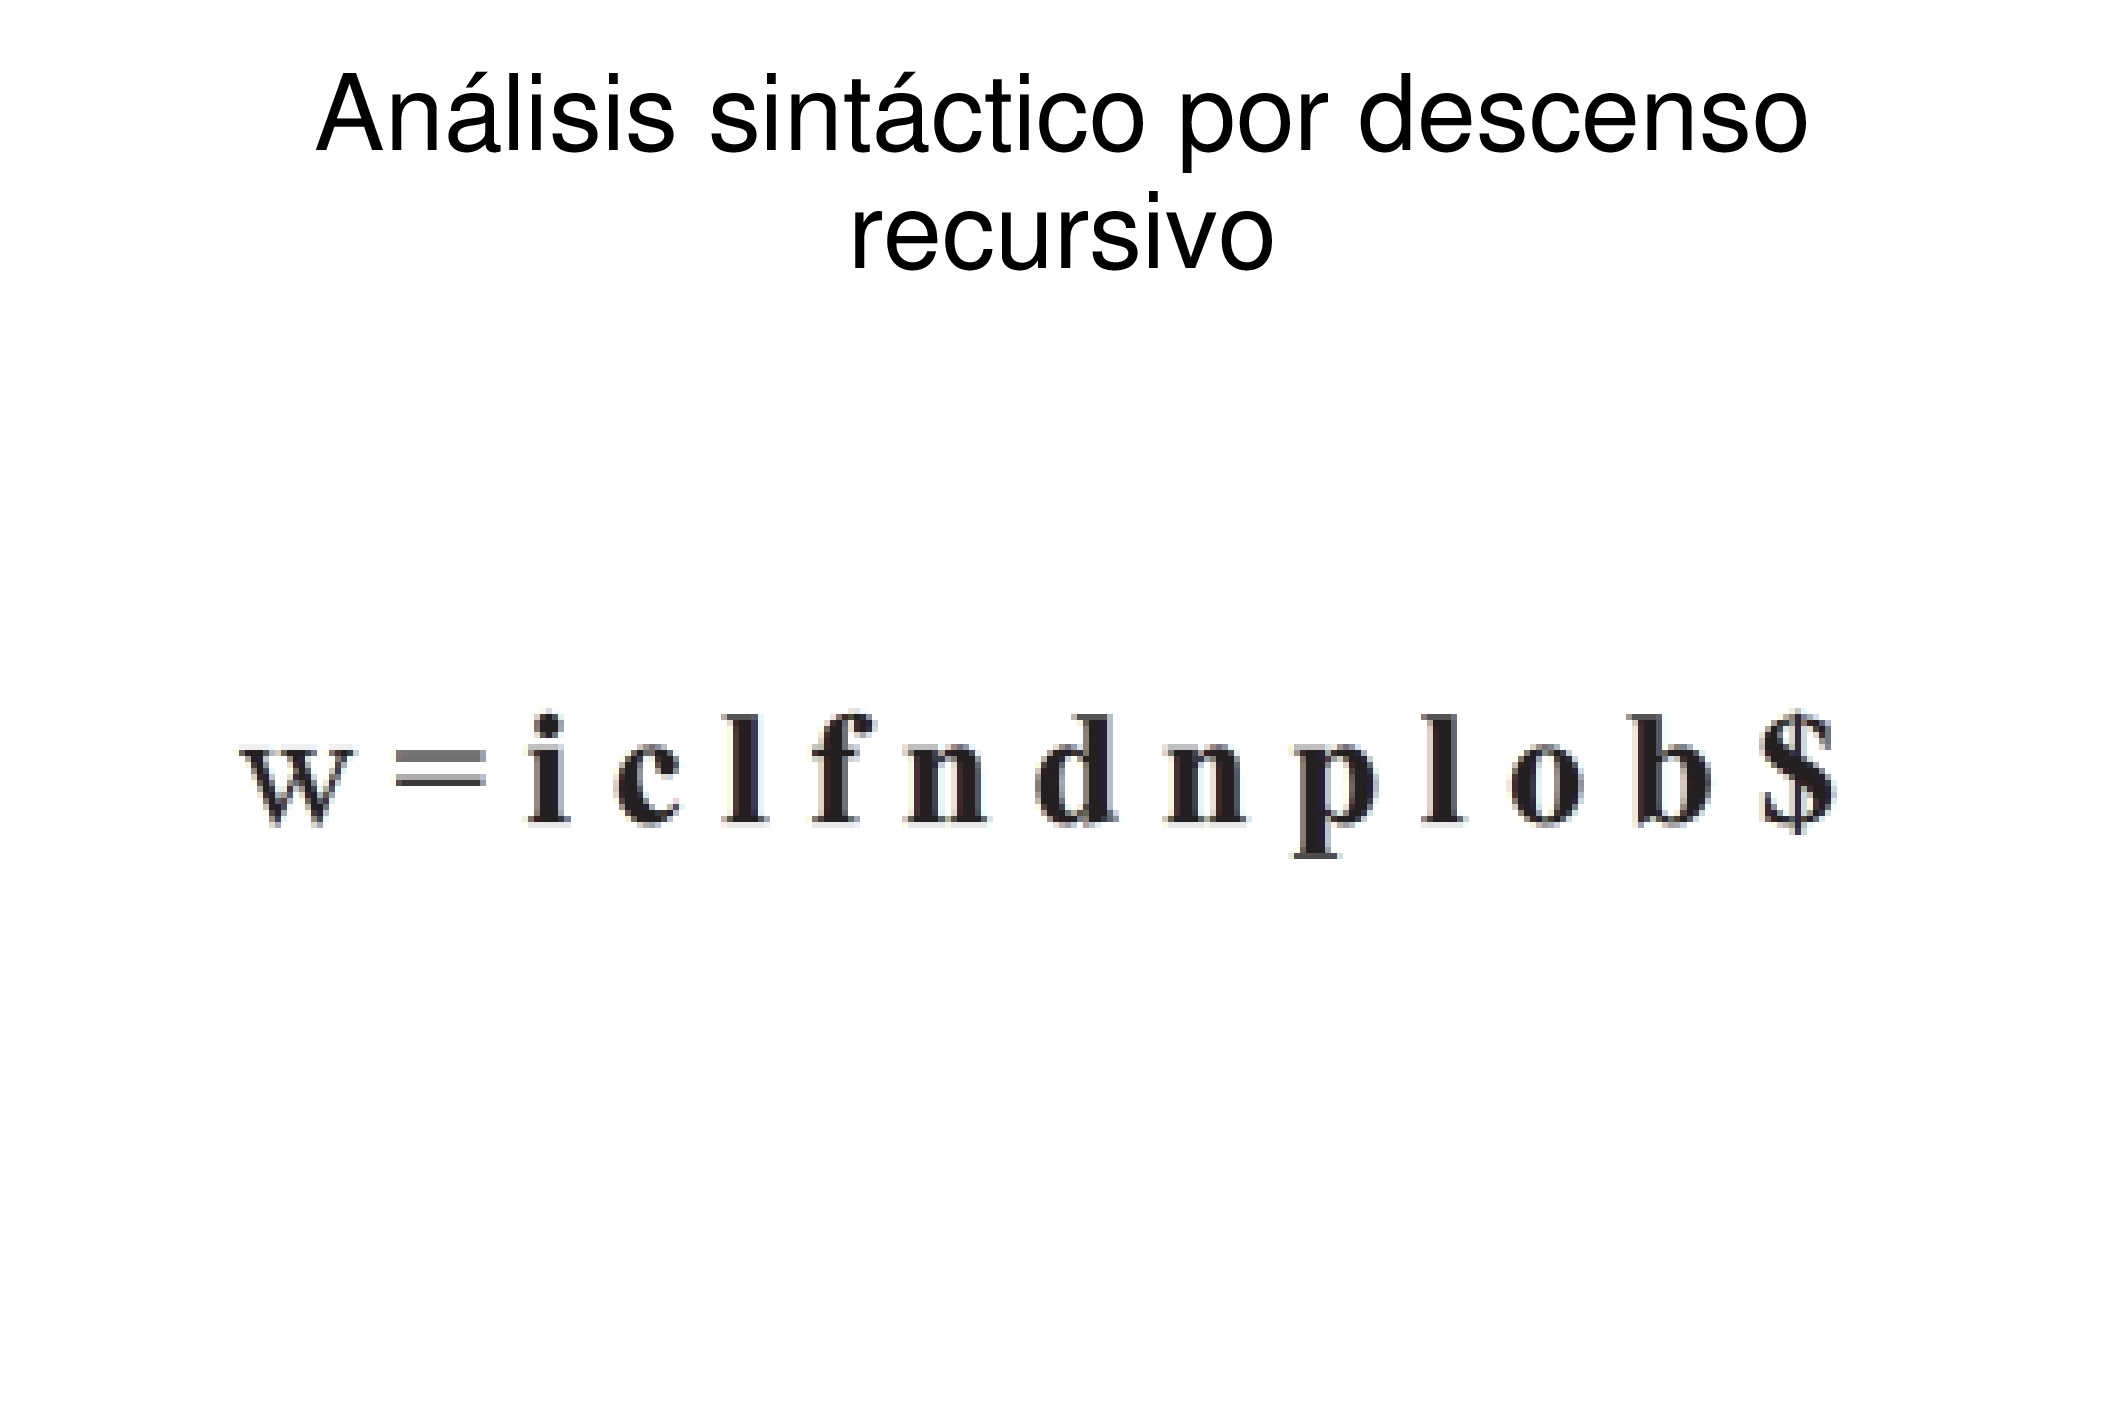 Análisis sintáctico por descenso
recursivo
w = i c l f n d n p l o b $